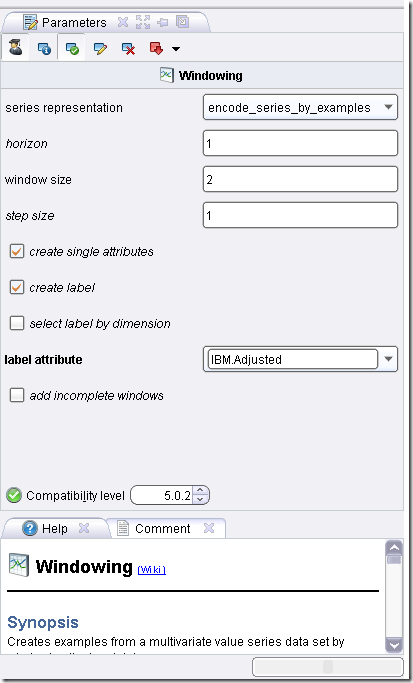 Parameters
Windowing
series representation encode_series_by_examples
horizon 1
window size 2
step size 1
create single attributes
create label
select label by dimension
label attribute IBM.Adjusted
add incomplete windows
Compatibility level 5.0.2
Help Comment
Windowing (Wiki)
Synopsis
Creates examples from a multivariate value series data set by